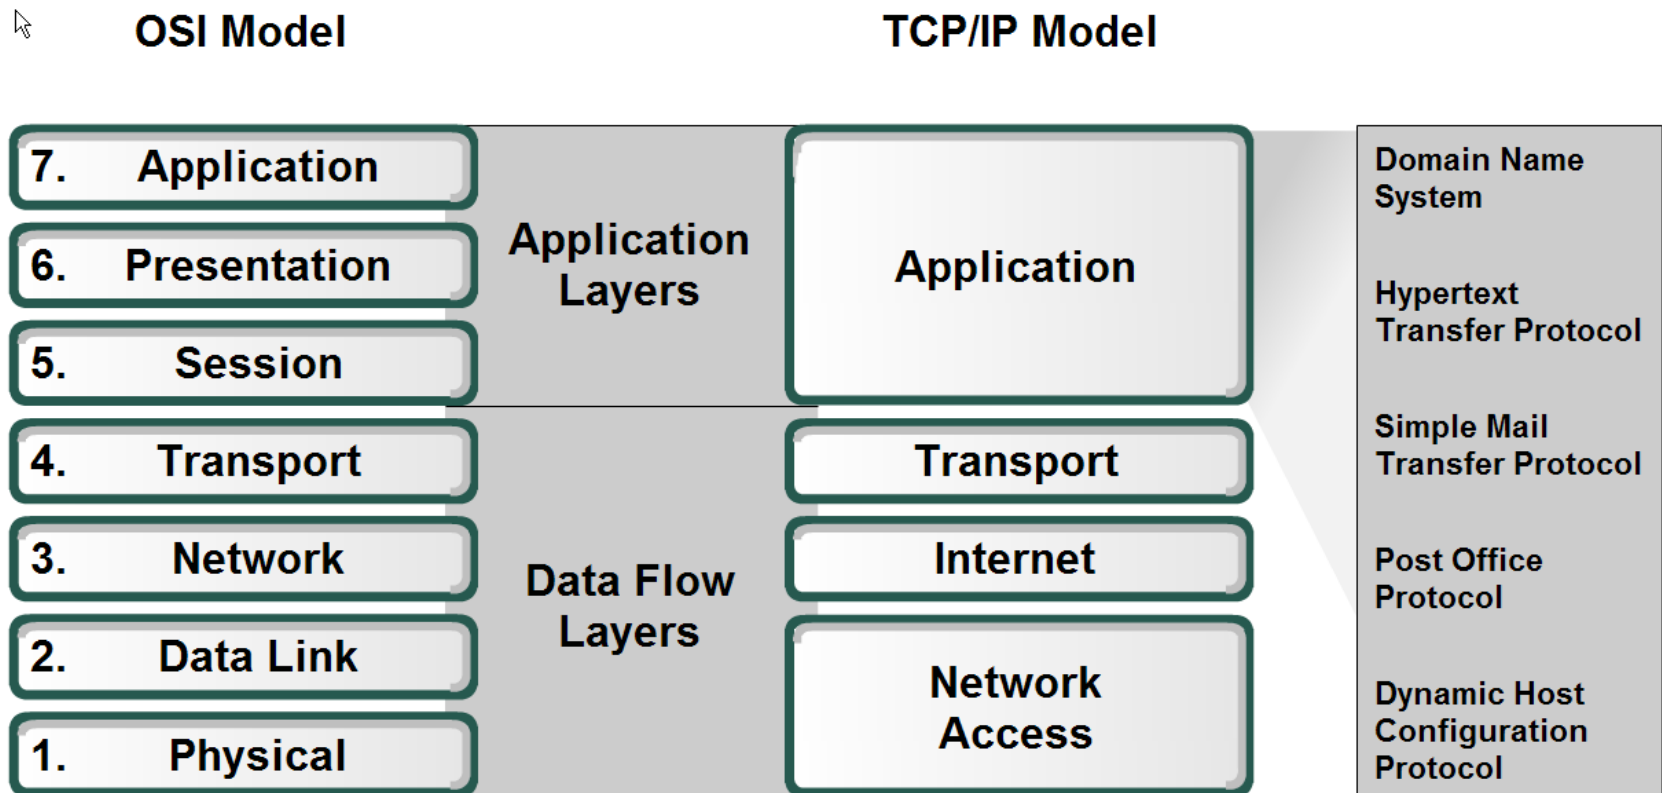 OSI Model
TCP/IP Model
7. Application
6. Presentation
5. Session
4. Transport
3. Network
2. Data Link
1. Physical
Application
Layers
Data Flow
Layers
Application
Transport
Internet
Network
Access
Domain Name
System
Hypertext
Transfer Protocol
Simple Mail
Transfer Protocol
Post Office
Protocol
Dynamic Host
Configuration
Protocol